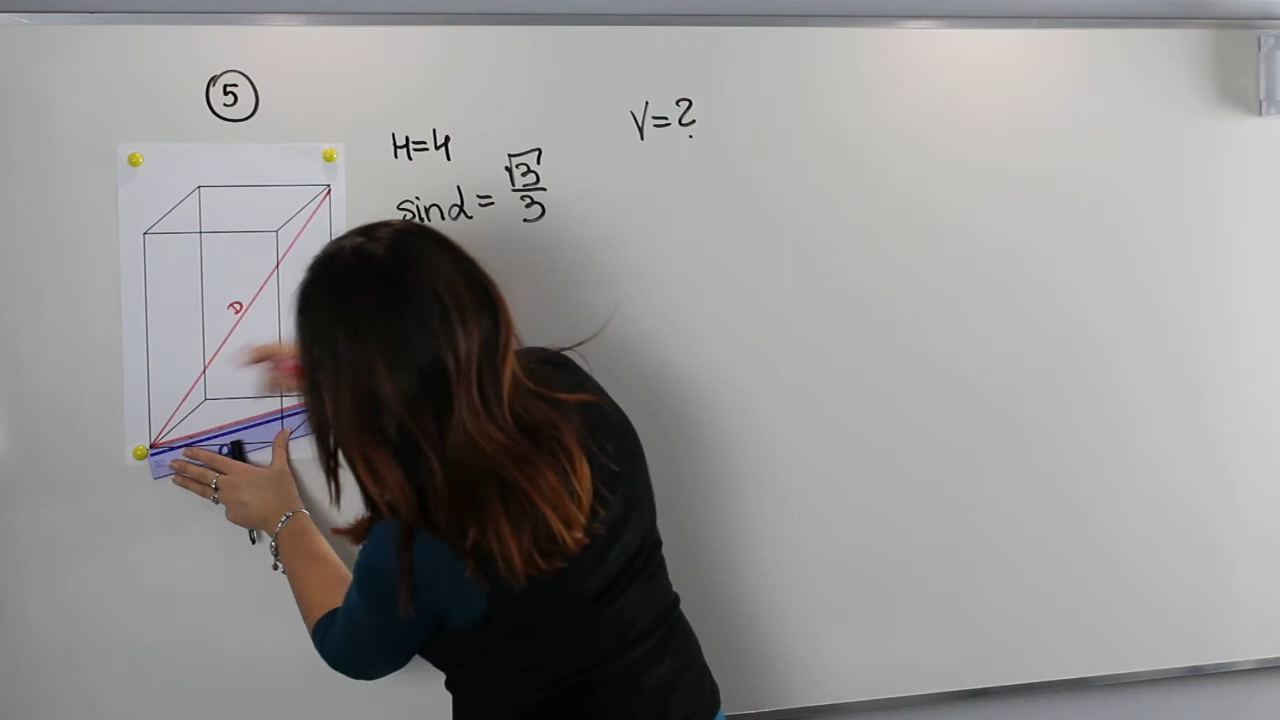 5
H=4
sinα = √3/3
V=?
D
a